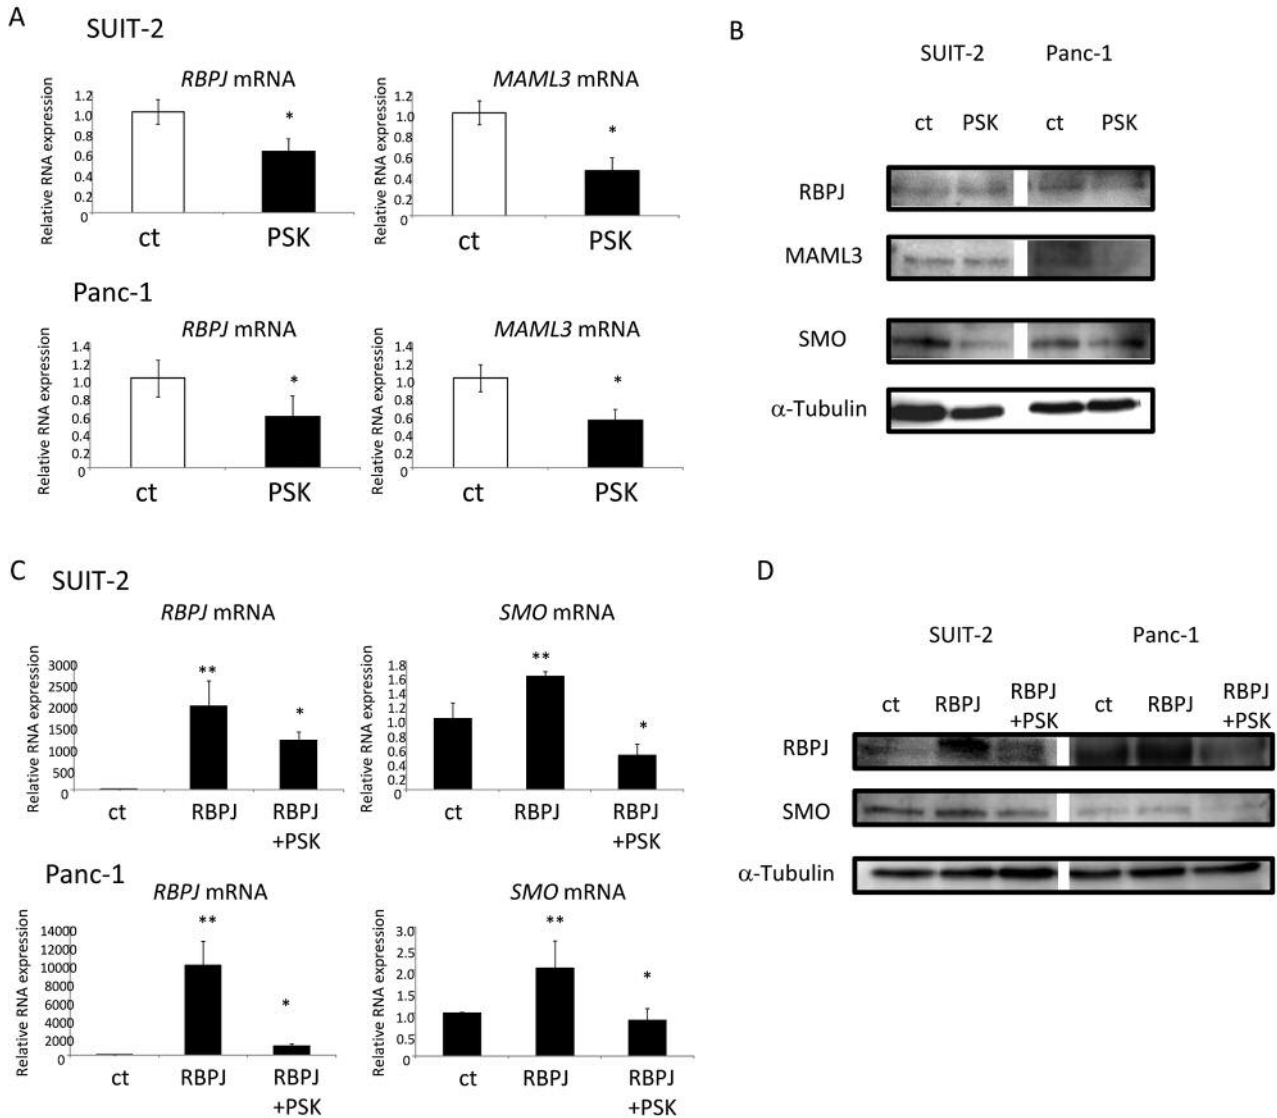 A
SUIT-2
RBPJ mRNA
Relative RNA expression
1.2
1.0
0.8
0.6
0.4
0.2
0
*
ct
PSK
MAML3 mRNA
Relative RNA expression
1.2
1.0
0.8
0.6
0.4
0.2
0
*
ct
PSK
Panc-1
RBPJ mRNA
Relative RNA expression
1.4
1.2
1.0
0.8
0.6
0.4
0.2
0
*
ct
PSK
MAML3 mRNA
Relative RNA expression
1.4
1.2
1.0
0.8
0.6
0.4
0.2
0
*
ct
PSK
B
SUIT-2 Panc-1
ct PSK ct PSK
RBPJ
MAML3
SMO
α-Tubulin
C
SUIT-2
RBPJ mRNA
Relative RNA expression
3000
2500
2000
1500
1000
500
0
**
*
ct
RBPJ
RBPJ
+PSK
SMO mRNA
Relative RNA expression
1.8
1.6
1.4
1.2
1.0
0.8
0.6
0.4
0.2
0
**
*
ct
RBPJ
RBPJ
+PSK
Panc-1
RBPJ mRNA
Relative RNA expression
14000
12000
10000
8000
6000
4000
2000
0
**
*
ct
RBPJ
RBPJ
+PSK
SMO mRNA
Relative RNA expression
3.0
2.5
2.0
1.5
1.0
0.5
0
**
*
ct
RBPJ
RBPJ
+PSK
D
SUIT-2 Panc-1
ct RBPJ RBPJ
+PSK
ct RBPJ RBPJ
+PSK
RBPJ
SMO
α-Tubulin